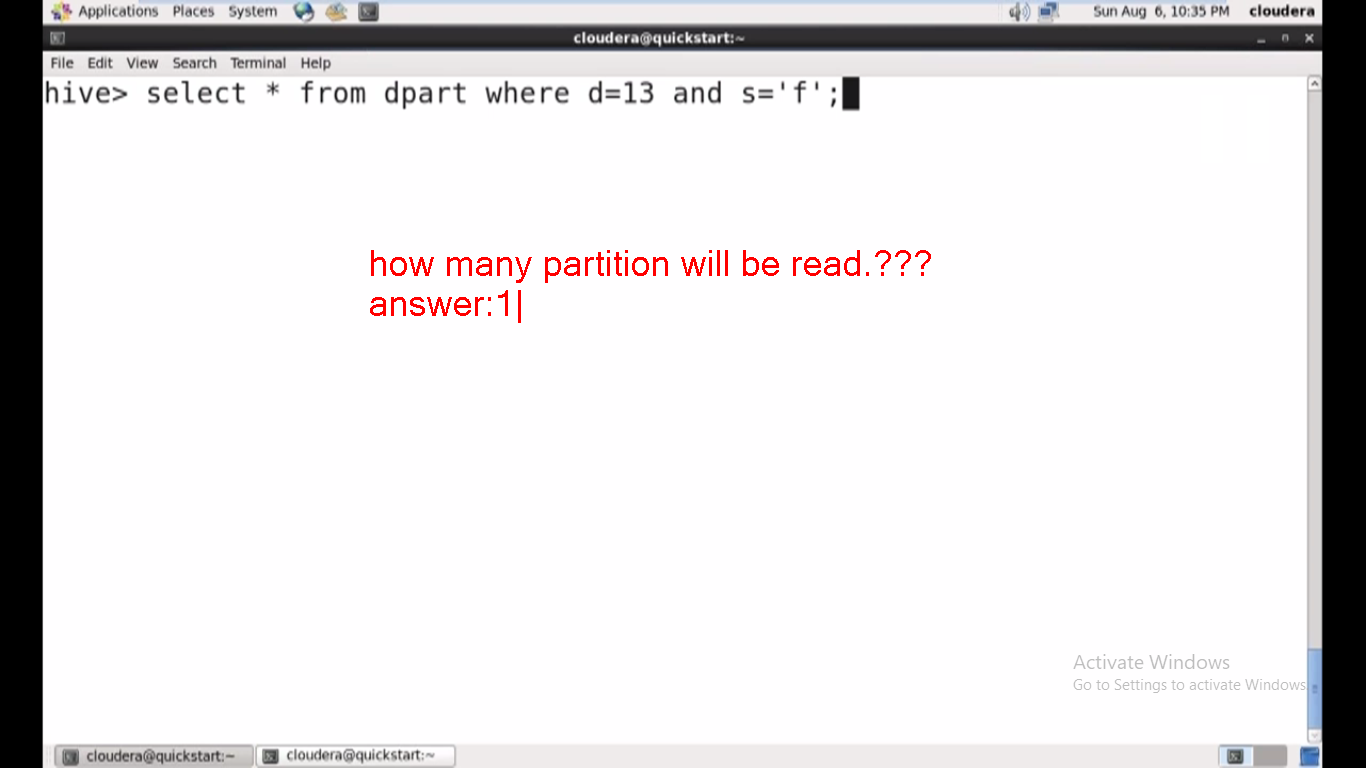 Applications Places System Sun Aug 6, 10:35 PM cloudera
cloudera@quickstart:~
File Edit View Search Terminal Help
hive> select * from dpart where d=13 and s='f';
how many partition will be read.???
answer:1
Activate Windows
Go to Settings to activate Windows
cloudera@quickstart:~ cloudera@quickstart:~